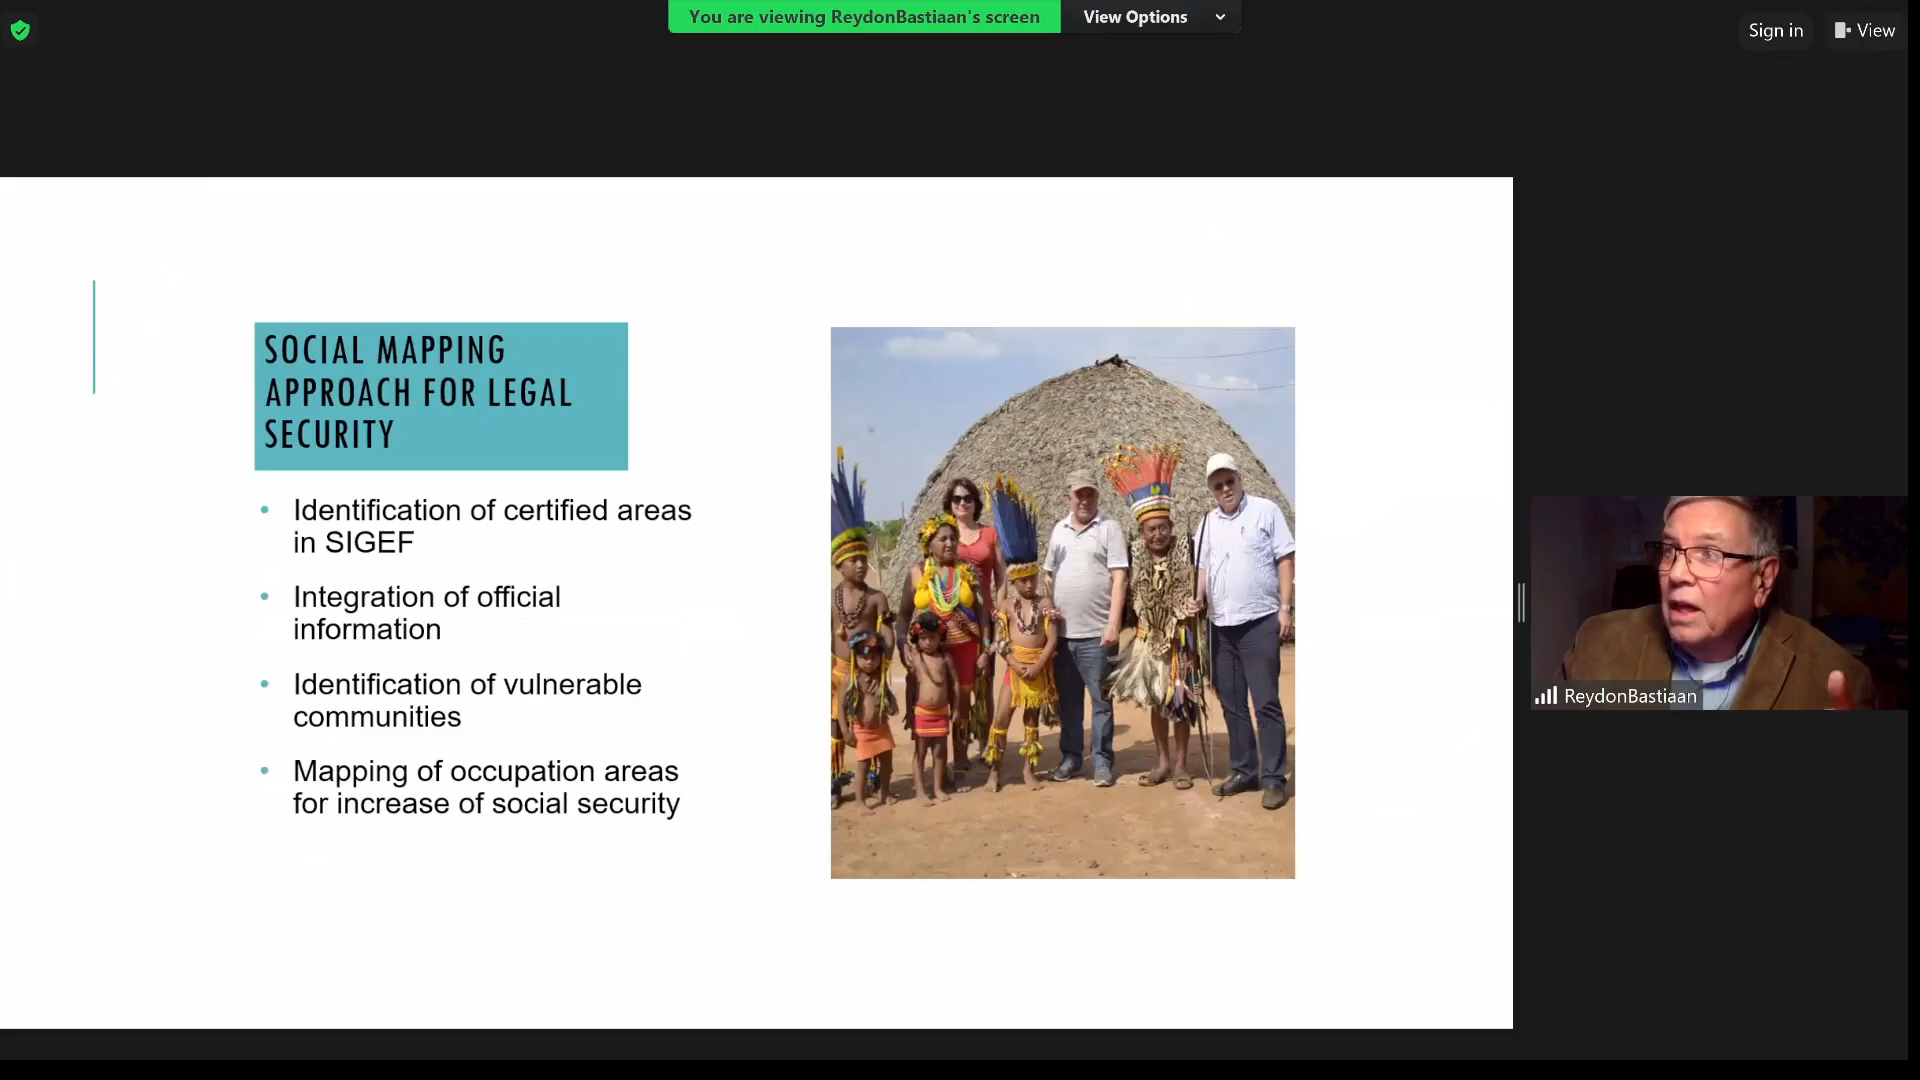 You are viewing ReydonBastiaan's screen
View Options
Sign in
View
SOCIAL MAPPING
APPROACH FOR LEGAL
SECURITY
• Identification of certified areas
in SIGEF
• Integration of official
information
• Identification of vulnerable
communities
• Mapping of occupation areas
for increase of social security
ReydonBastiaan